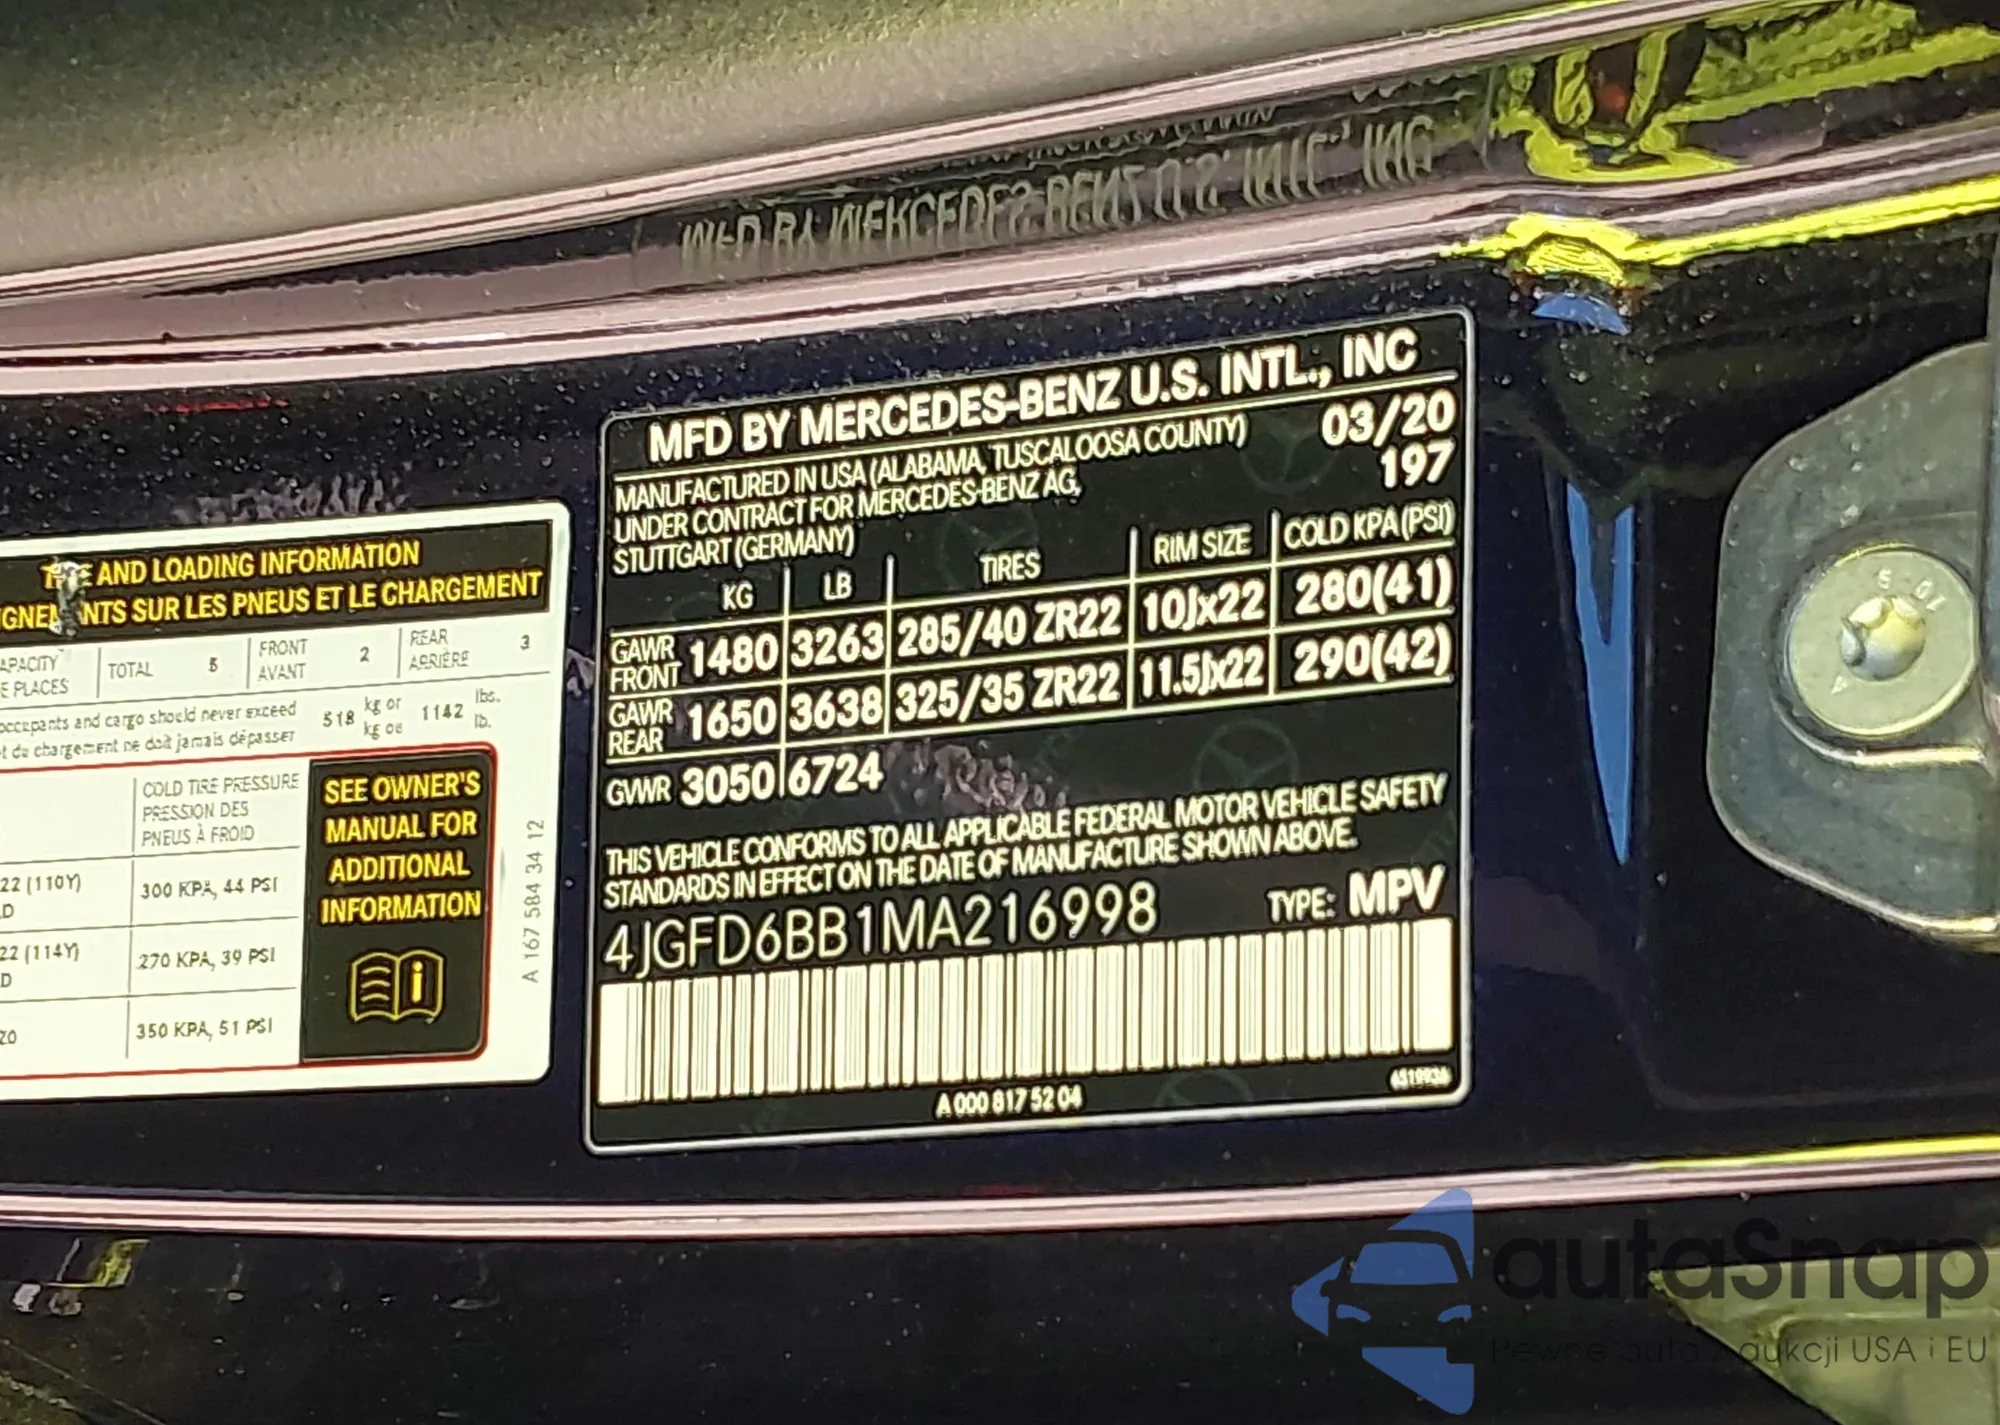 MFD BY MERCEDES-BENZ U.S. INTL., INC
MANUFACTURED IN USA (ALABAMA, TUSCALOOSA COUNTY) 03/20
UNDER CONTRACT FOR MERCEDES-BENZ AG, 197
STUTTGART (GERMANY)
KG LB TIRES RIM SIZE COLD KPA (PSI)
GAWR FRONT 1480 3263 285/40 ZR22 10Jx22 280(41)
GAWR REAR 1650 3638 325/35 ZR22 11.5Jx22 290(42)
GVWR 3050 6724
THIS VEHICLE CONFORMS TO ALL APPLICABLE FEDERAL MOTOR VEHICLE SAFETY
STANDARDS IN EFFECT ON THE DATE OF MANUFACTURE SHOWN ABOVE.
4JGFD6BB1MA216998 TYPE: MPV
A 000 817 52 04
AND LOADING INFORMATION
SUR LES PNEUS ET LE CHARGEMENT
TOTAL 5
FRONT 2
AVANT
REAR 3
ARRIÈRE
PLACES
occupants and cargo should never exceed 518 kg or 1142 lbs.
du chargement ne doit jamais dépasser kg ou lb.
COLD TIRE PRESSURE
PRESSION DES
PNEUS À FROID
22 (110Y) 300 KPA, 44 PSI
22 (114Y) 270 KPA, 39 PSI
350 KPA, 51 PSI
SEE OWNER'S
MANUAL FOR
ADDITIONAL
INFORMATION
A 167 584 34 12
autaSnap
Pewne auta z aukcji USA i EU